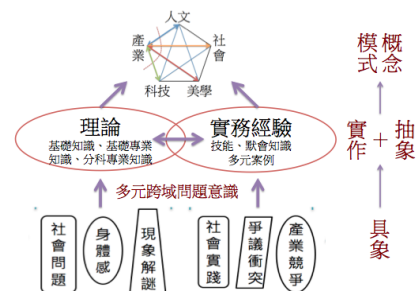 人文
產業
社會
科技
美學
概念
模式
理論
基礎知識、基礎專業
知識、分科專業知識
實務經驗
技能、默會知識
多元案例
實作
+
抽象
多元跨域問題意識
社會問題
身體感
現象解謎
社會實踐
爭議衝突
產業競爭
具象